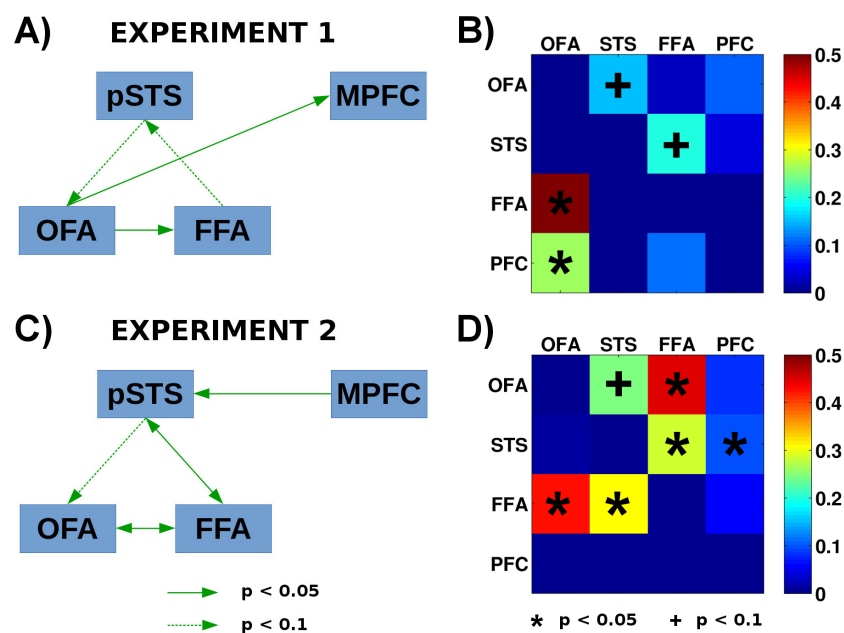 A) EXPERIMENT 1
pSTS MPFC
OFA FFA
B)
OFA STS FFA PFC
OFA
STS
FFA
PFC
+
+
*
*
0.5
0.4
0.3
0.2
0.1
0
C) EXPERIMENT 2
pSTS MPFC
OFA FFA
p < 0.05
p < 0.1
D)
OFA STS FFA PFC
OFA
STS
FFA
PFC
+ *
* *
* *
0.5
0.4
0.3
0.2
0.1
0
* p < 0.05 + p < 0.1